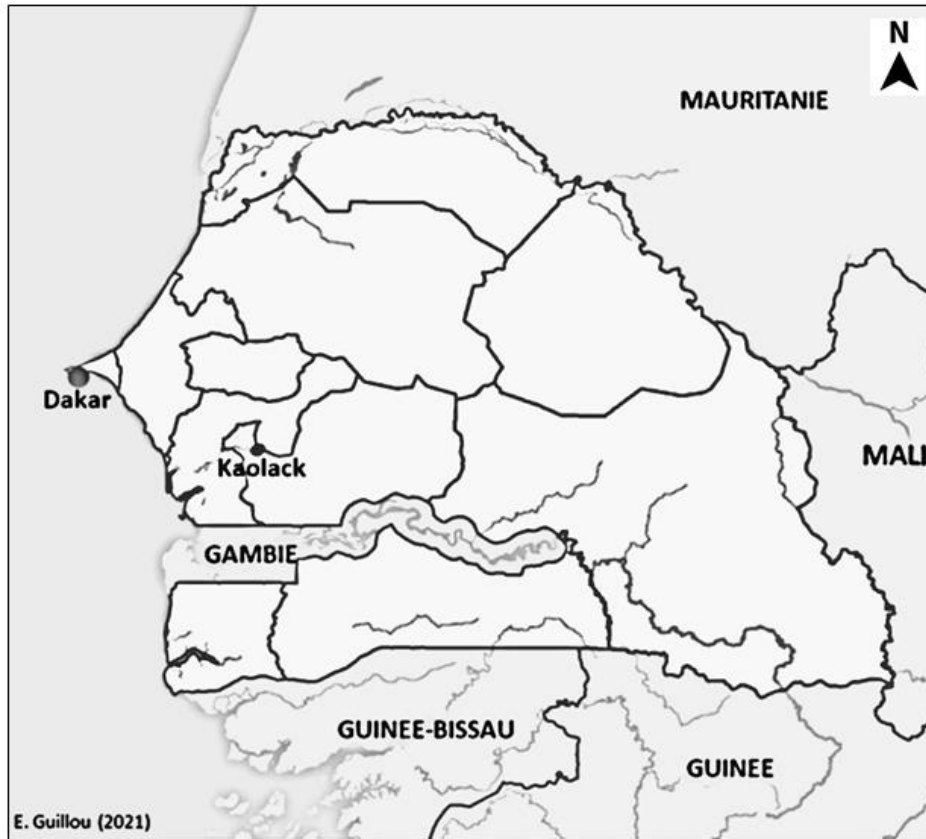 N
MAURITANIE
Dakar
Kaolack
MALI
GAMBIE
GUINEE-BISSAU
GUINEE
E. Guillou (2021)